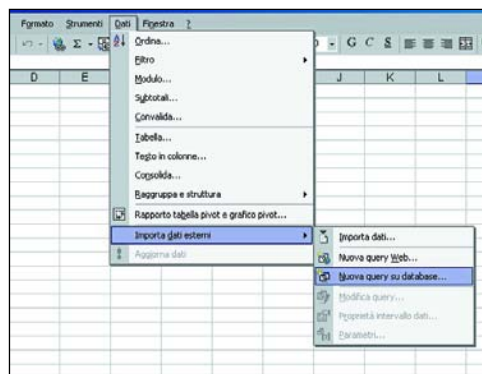 Formato Strumenti Dati Finestra ?
Σ G C S
D E J K L
Ordina...
Filtro
Modulo...
Subtotali...
Convalida...
Tabella...
Testo in colonne...
Consolida...
Raggruppa e struttura
Rapporto tabella pivot e grafico pivot...
Importa dati esterni
Aggiorna dati
Importa dati...
Nuova query Web...
Nuova query su database...
Modifica query...
Proprietà intervallo dati...
Parametri...